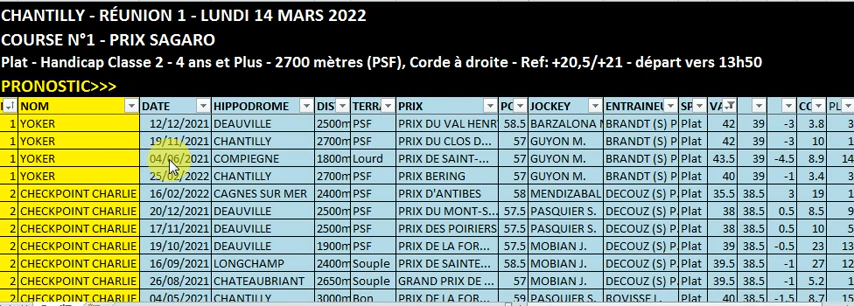 CHANTILLY - RÉUNION 1 - LUNDI 14 MARS 2022
COURSE N°1 - PRIX SAGARO
Plat - Handicap Classe 2 - 4 ans et Plus - 2700 mètres (PSF), Corde à droite - Ref: +20,5/+21 - départ vers 13h50
PRONOSTIC>>>
NOM DATE HIPPODROME DIS TERRA PRIX PO JOCKEY ENTRAINEU SP VA CO PL
1 YOKER 12/12/2021 DEAUVILLE 2500m PSF PRIX DU VAL HENR 58.5 BARZALONA BRANDT (S) P. Plat 42 39 -3 3.8 3
1 YOKER 19/11/2021 CHANTILLY 2700m PSF PRIX DU CLOS D... 57 GUYON M. BRANDT (S) P. Plat 42 39 -3 10 1
1 YOKER 04/06/2021 COMPIEGNE 1800m Lourd PRIX DE SAINT-... 57 GUYON M. BRANDT (S) P. Plat 43.5 39 -4.5 8.9 14
1 YOKER 25/02/2022 CHANTILLY 2700m PSF PRIX BERING 57 GUYON M. BRANDT (S) P. Plat 40 39 -1 3.4 3
2 CHECKPOINT CHARLIE 16/02/2022 CAGNES SUR MER 2400m PSF PRIX D'ANTIBES 58 MENDIZABAL DECOUZ (S) P. Plat 35.5 38.5 3 19 1
2 CHECKPOINT CHARLIE 20/12/2021 DEAUVILLE 2500m PSF PRIX DU MONT-S... 57.5 PASQUIER S. DECOUZ (S) P. Plat 38 38.5 0.5 8.5 9
2 CHECKPOINT CHARLIE 17/11/2021 DEAUVILLE 2500m PSF PRIX DES POIRIERS 57.5 PASQUIER S. DECOUZ (S) P. Plat 38 38.5 0.5 10 5
2 CHECKPOINT CHARLIE 19/10/2021 DEAUVILLE 1900m PSF PRIX DE LA FOR... 57.5 MOBIAN J. DECOUZ (S) P. Plat 39 38.5 -0.5 23 13
2 CHECKPOINT CHARLIE 16/09/2021 LONGCHAMP 2400m Souple PRIX DE SAINTE... 58.5 MOBIAN J. DECOUZ (S) P. Plat 39.5 38.5 -1 27 12
2 CHECKPOINT CHARLIE 26/08/2021 CHATEAUBRIANT 2650m Souple GRAND PRIX DE ... 57 MOBIAN J. DECOUZ (S) P. Plat 39.5 38.5 -1 5.2 1
2 CHECKPOINT CHARLIE 04/05/2021 CHANTILLY 3000m Bon PRIX DE LA FOR... 59 PASQUIER S. ROVISSE J. Plat 40 38.5 -1.5 8.7